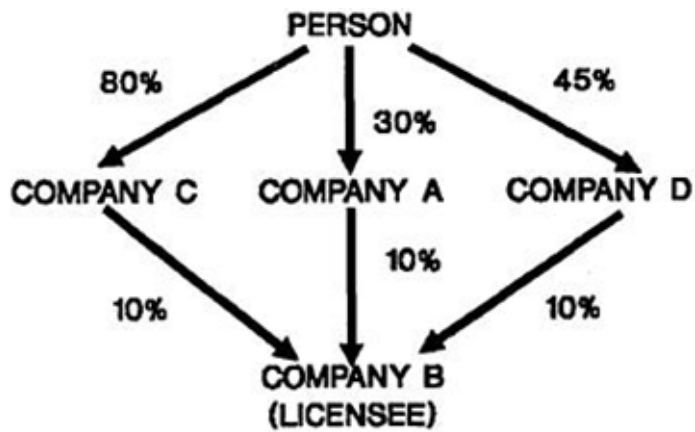 PERSON
80%
45%
30%
COMPANY C
COMPANY A
COMPANY D
10%
10%
10%
COMPANY B
(LICENSEE)